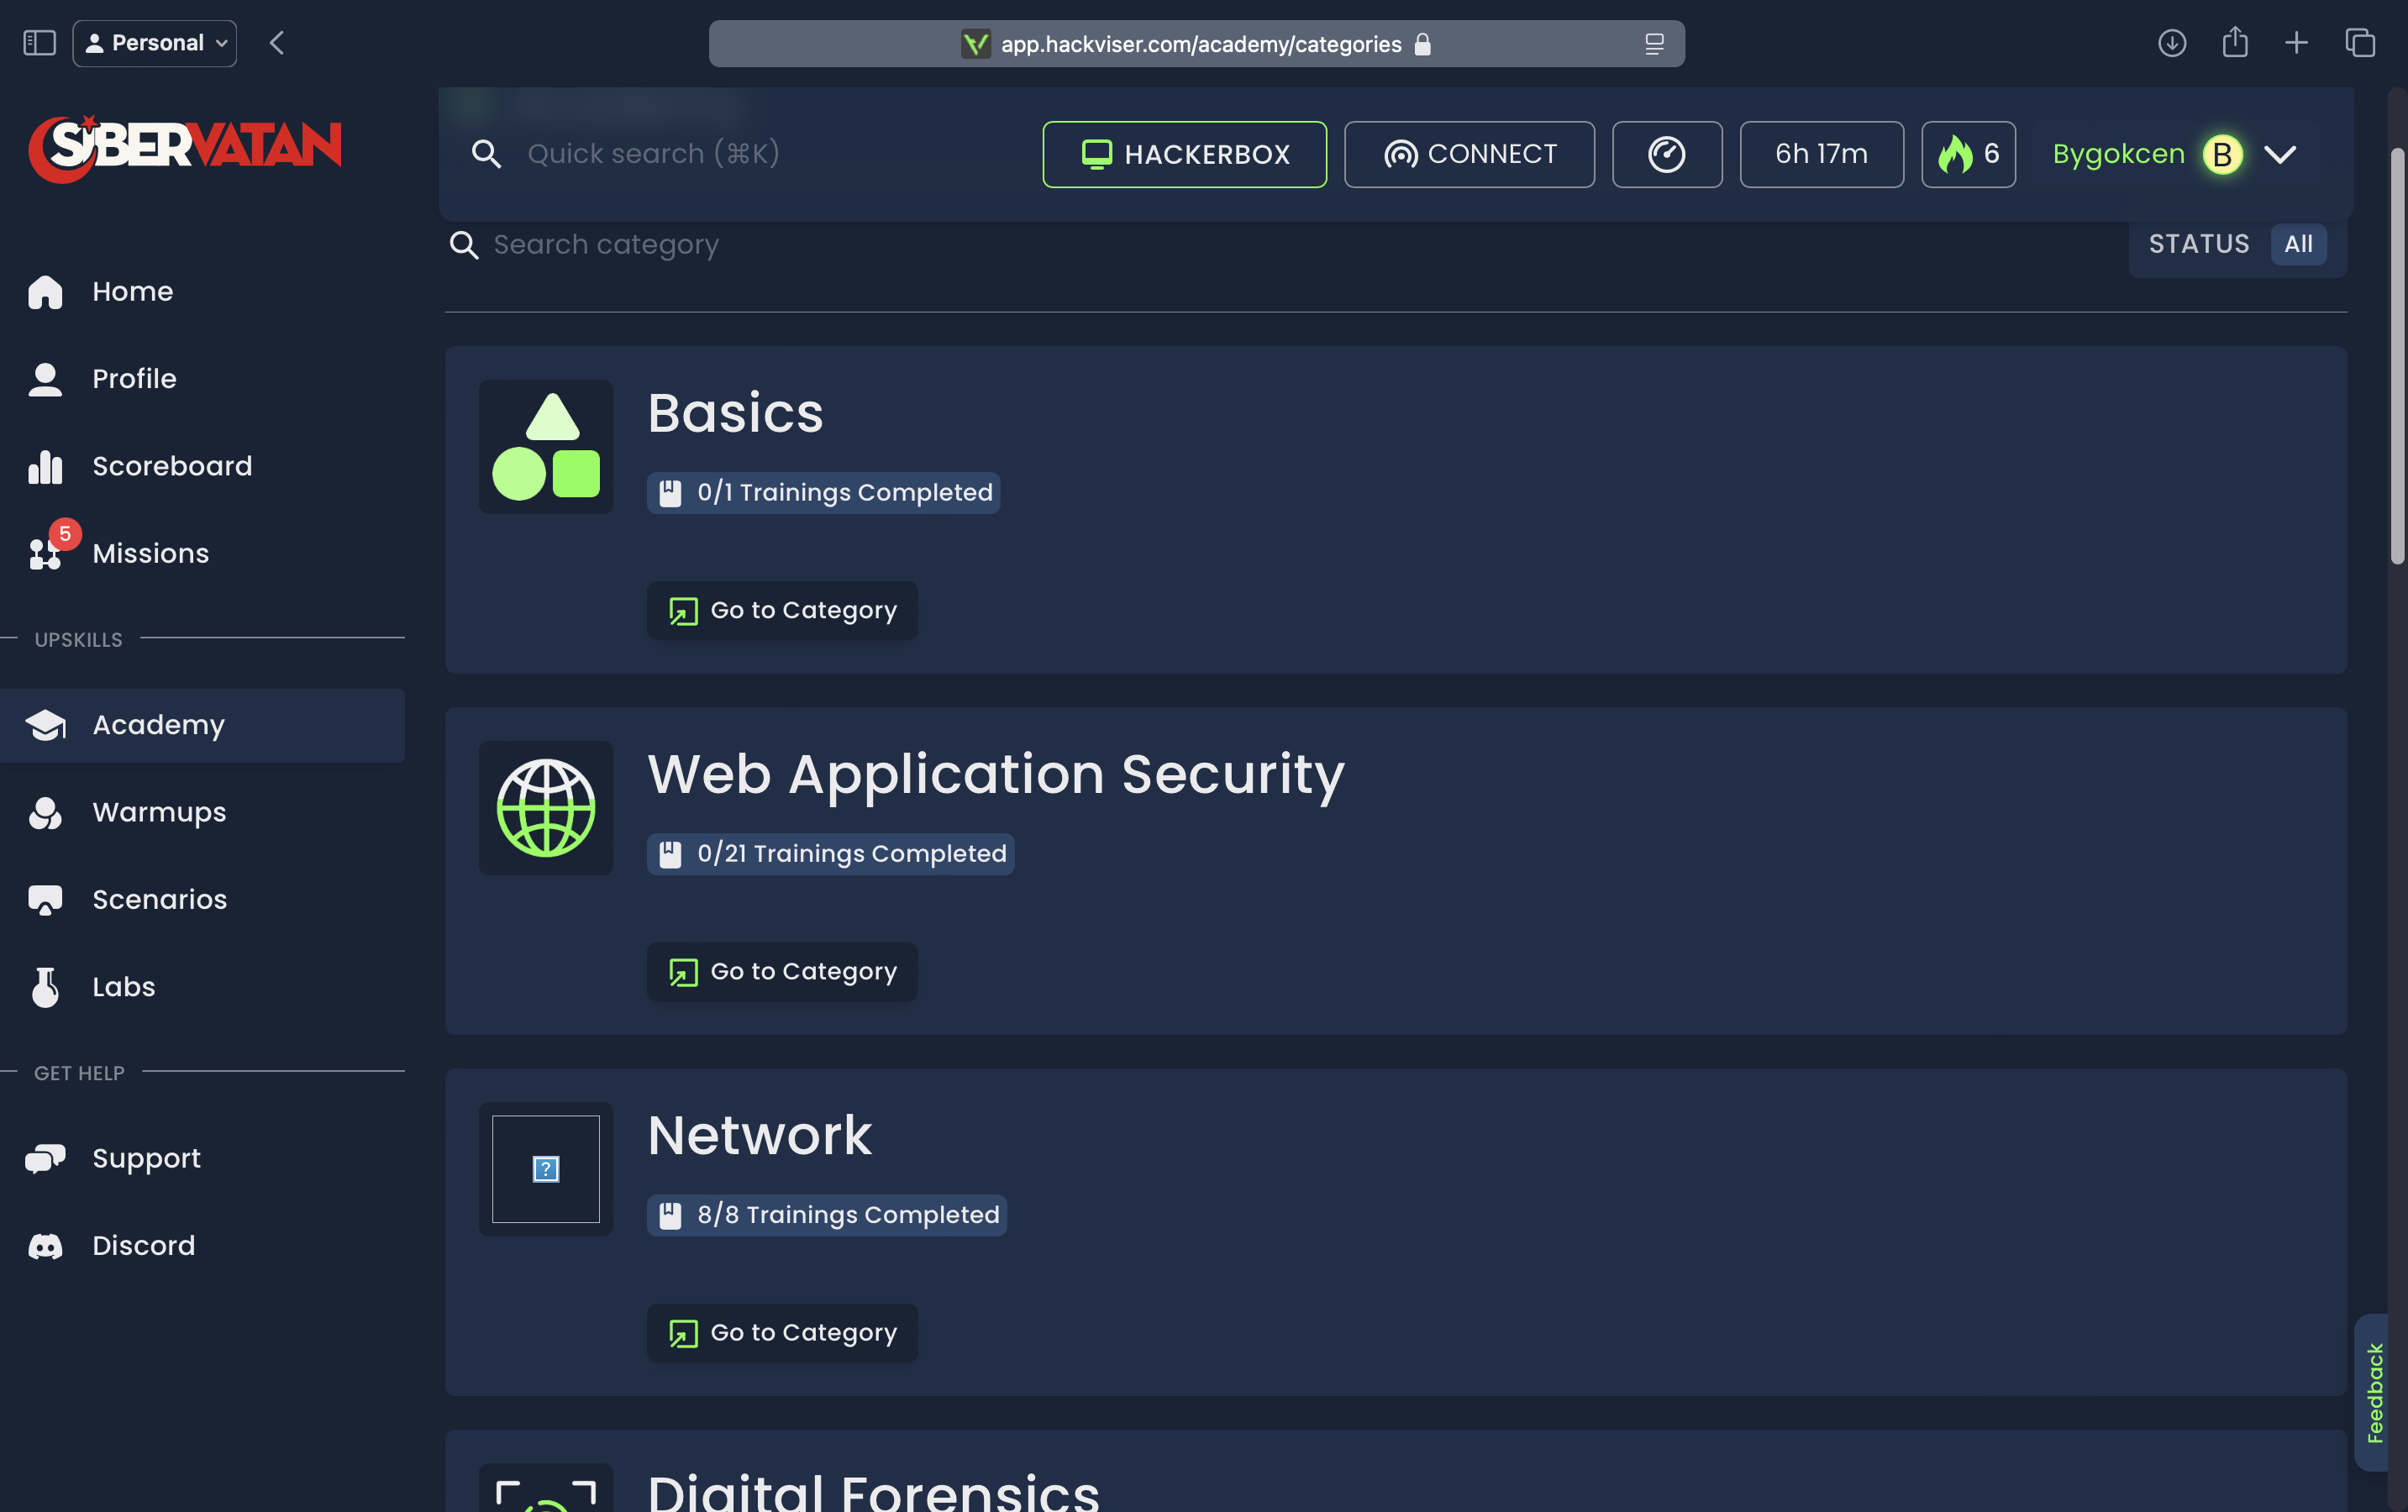 Personal
app.hackviser.com/academy/categories
SİBERVATAN
Quick search (⌘K)
HACKERBOX
CONNECT
6h 17m
6
Bygokcen
B
Search category
STATUS
All
Home
Profile
Scoreboard
5
Missions
UPSKILLS
Academy
Warmups
Scenarios
Labs
GET HELP
Support
Discord
Basics
0/1 Trainings Completed
Go to Category
Web Application Security
0/21 Trainings Completed
Go to Category
Network
?
8/8 Trainings Completed
Go to Category
Digital Forensics
Feedback